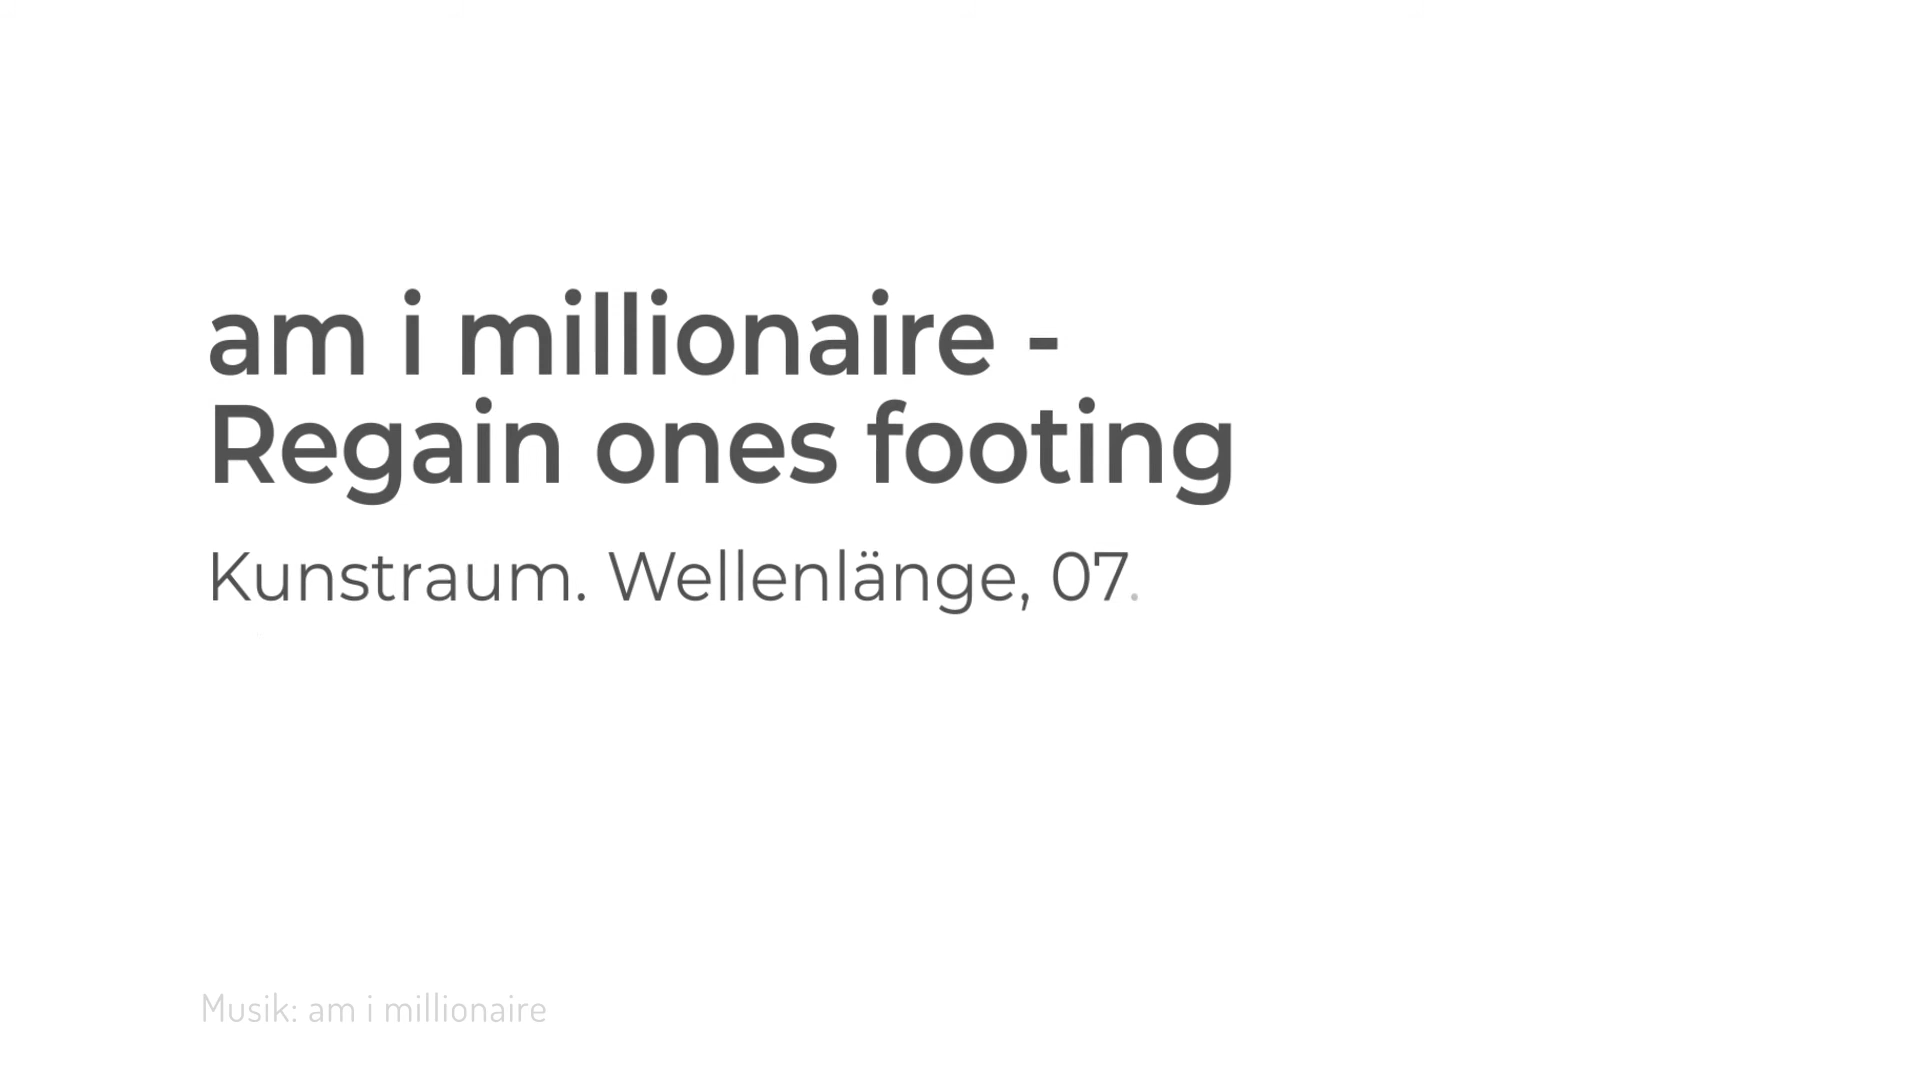 am i millionaire -
Regain ones footing
Kunstraum. Wellenlänge, 07.
Musik: am i millionaire